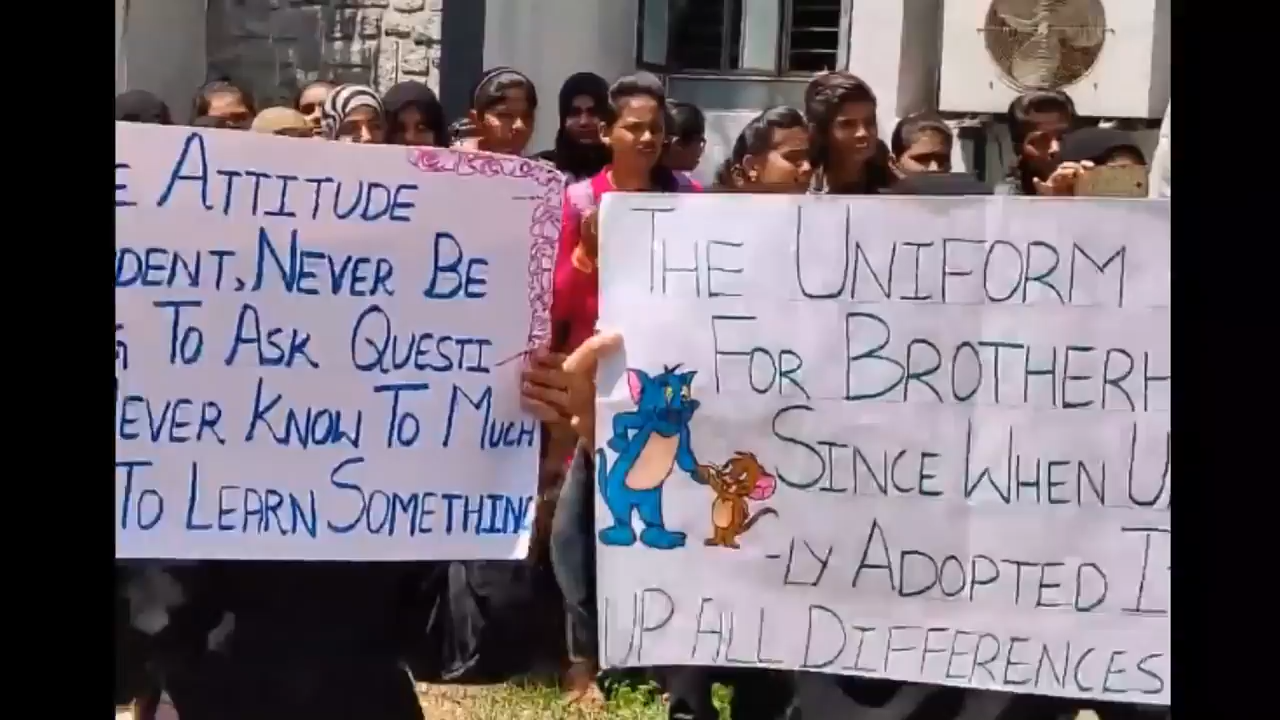 E ATTITUDE
DENT, NEVER BE
TO ASK QUESTI
EVER KNOW TO MUCH
TO LEARN SOMETHING
THE UNIFORM
FOR BROTHERH
SINCE WHEN U
-LY ADOPTED I
UP ALL DIFFERENCES